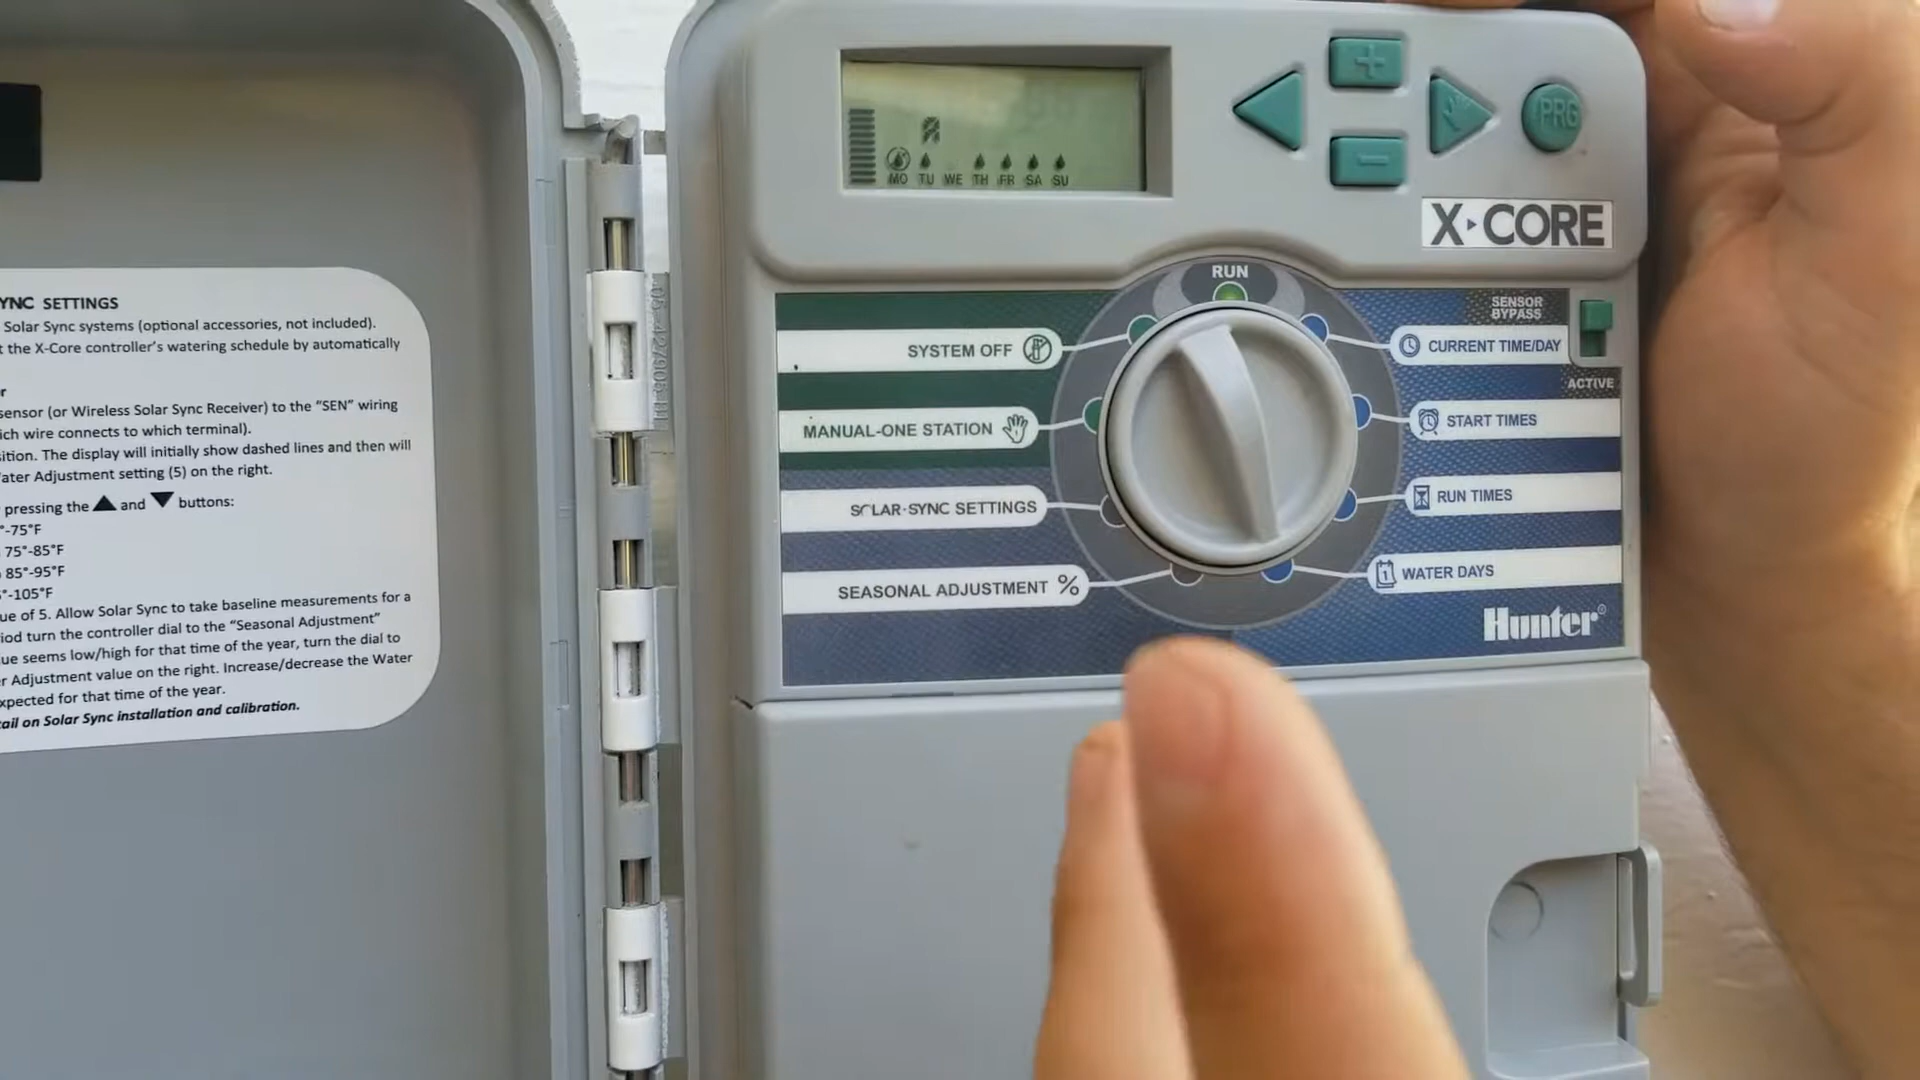 YNC SETTINGS
Solar Sync systems (optional accessories, not included).
t the X-Core controller's watering schedule by automatically
r
sensor (or Wireless Solar Sync Receiver) to the "SEN" wiring
ich wire connects to which terminal).
sition. The display will initially show dashed lines and then will
Water Adjustment setting (5) on the right.
pressing the ▲ and ▼ buttons:
°-75°F
75°-85°F
85°-95°F
5°-105°F
ue of 5. Allow Solar Sync to take baseline measurements for a
iod turn the controller dial to the "Seasonal Adjustment"
ue seems low/high for that time of the year, turn the dial to
er Adjustment value on the right. Increase/decrease the Water
xpected for that time of the year.
tail on Solar Sync installation and calibration.
MO TU WE TH FR SA SU
+
-
PRG
X-CORE
RUN
SYSTEM OFF
MANUAL-ONE STATION
SOLAR-SYNC SETTINGS
SEASONAL ADJUSTMENT %
SENSOR
BYPASS
CURRENT TIME/DAY
ACTIVE
START TIMES
RUN TIMES
1 WATER DAYS
Hunter®